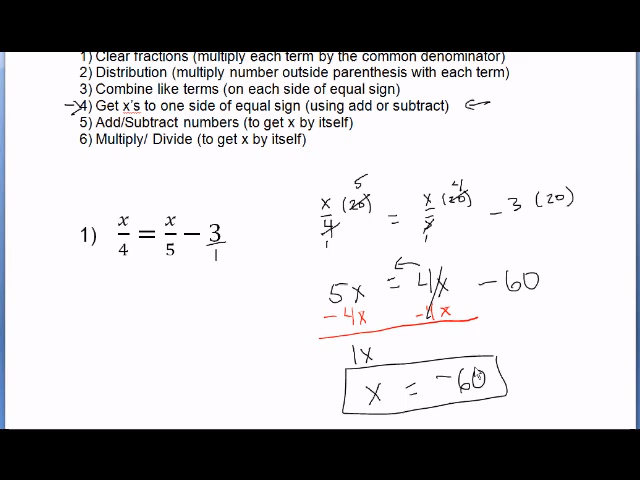 1) Clear fractions (multiply each term by the common denominator)
2) Distribution (multiply number outside parenthesis with each term)
3) Combine like terms (on each side of equal sign)
→4) Get x's to one side of equal sign (using add or subtract) ←
5) Add/Subtract numbers (to get x by itself)
6) Multiply/ Divide (to get x by itself)
1) x/4 = x/5 − 3/1
5 4
x/4 (20) = x/5 (20) − 3 (20)
1 1
5x = 4x − 60
− 4x − 4x
1x
x = −60